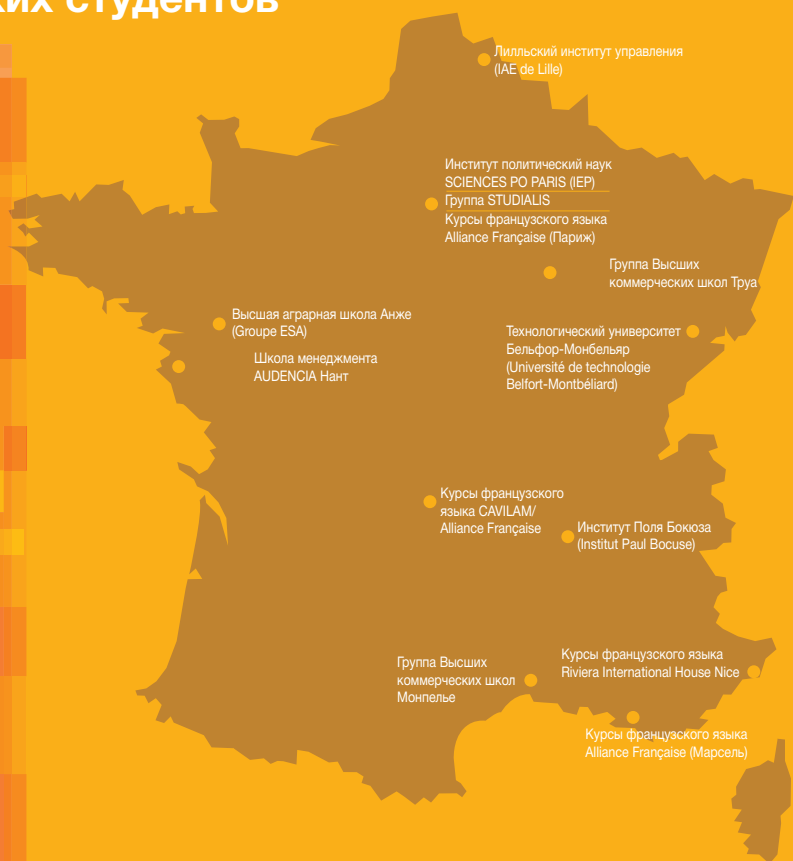 ких студентов
Лилльский институт управления
(IAE de Lille)
Институт политический наук
SCIENCES PO PARIS (IEP)
Группа STUDIALIS
Курсы французского языка
Alliance Française (Париж)
Группа Высших
коммерческих школ Труа
Высшая аграрная школа Анже
(Groupe ESA)
Технологический университет
Бельфор-Монбельяр
(Université de technologie
Belfort-Montbéliard)
Школа менеджмента
AUDENCIA Нант
Курсы французского
языка CAVILAM/
Alliance Française
Институт Поля Бокюза
(Institut Paul Bocuse)
Группа Высших
коммерческих школ
Монпелье
Курсы французского языка
Riviera International House Nice
Курсы французского языка
Alliance Française (Марсель)